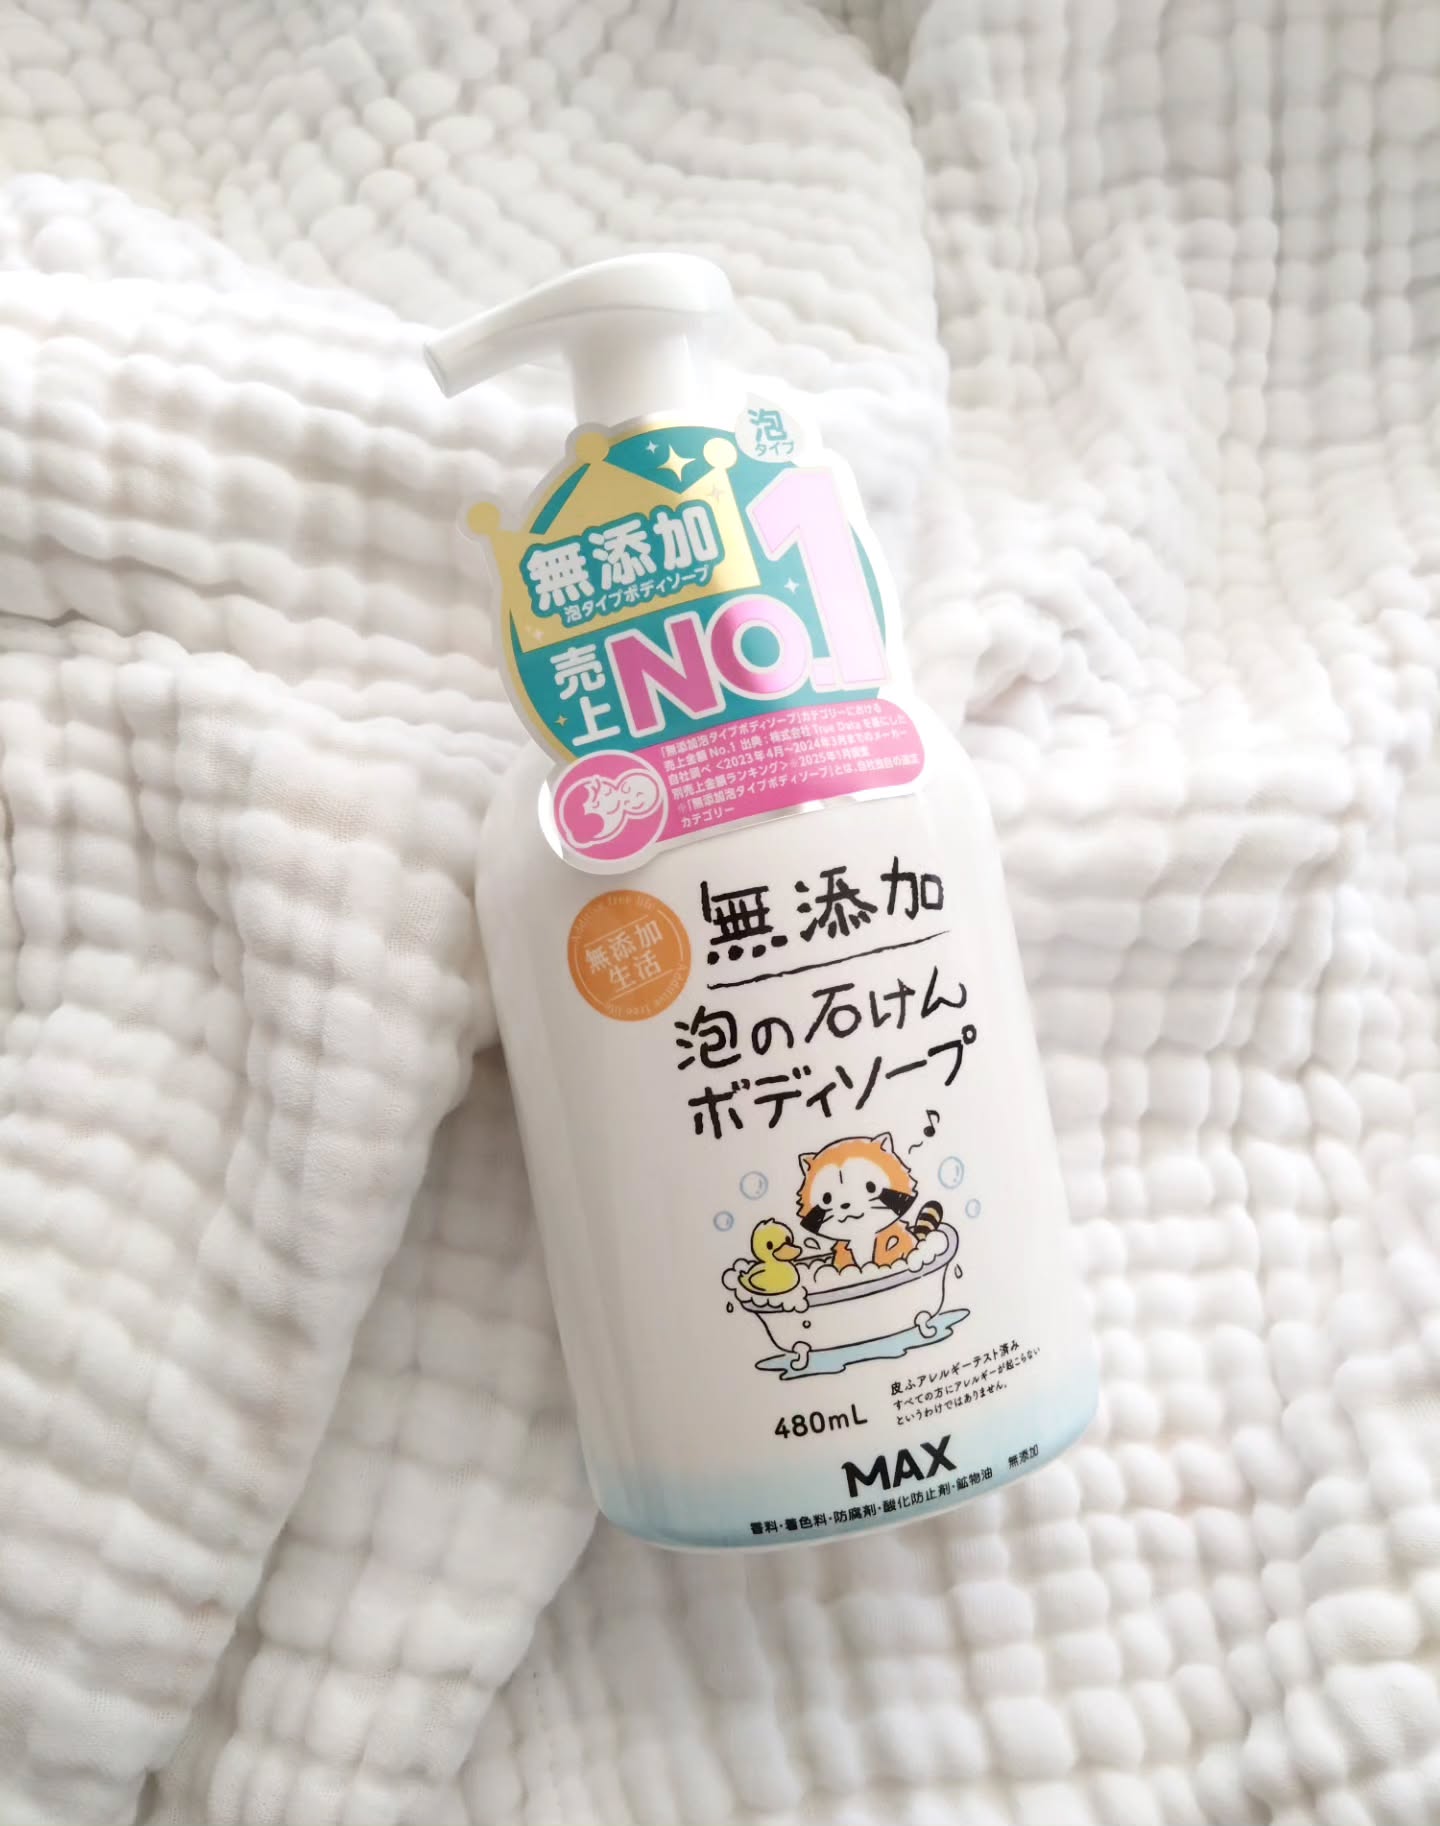 泡
タイプ
無添加
泡タイプボディソープ
売上
No.1
「無添加泡タイプボディソープ」カテゴリーにおける
売上金額 No.1 出典:株式会社True Dataを基にした
自社調べ <2023年4月～2024年3月までのメーカー
別売上金額ランキング> ※2025年1月
※「無添加泡タイプボディソープ」とは、自社独自の選定
カテゴリー
Additive free life
無添加
生活
Additive free life
無添加
泡の石けん
ボディソープ
皮ふアレルギーテスト済み
すべての方にアレルギーが起こらない
というわけではありません。
480mL
MAX
香料・着色料・防腐剤・酸化防止剤・鉱物油 無添加